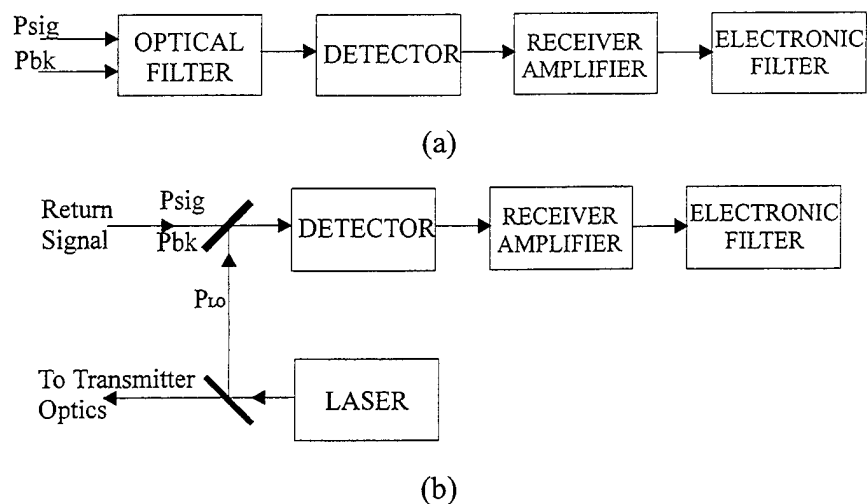 Psig
Pbk
OPTICAL
FILTER
DETECTOR
RECEIVER
AMPLIFIER
ELECTRONIC
FILTER
(a)
Return
Signal
Psig
Pbk
DETECTOR
RECEIVER
AMPLIFIER
ELECTRONIC
FILTER
PLO
To Transmitter
Optics
LASER
(b)